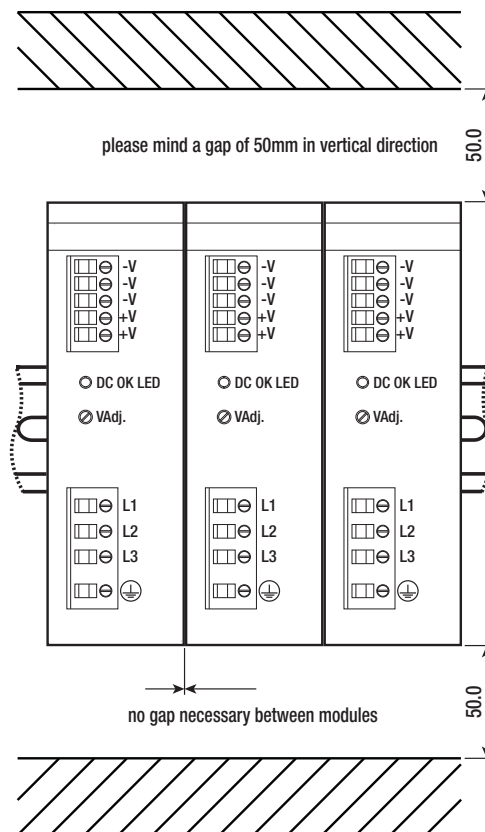 please mind a gap of 50mm in vertical direction
50.0
-V -V -V
-V -V -V
-V -V -V
+V +V +V
+V +V +V
DC OK LED DC OK LED DC OK LED
VAdj. VAdj. VAdj.
L1 L1 L1
L2 L2 L2
L3 L3 L3
no gap necessary between modules
50.0